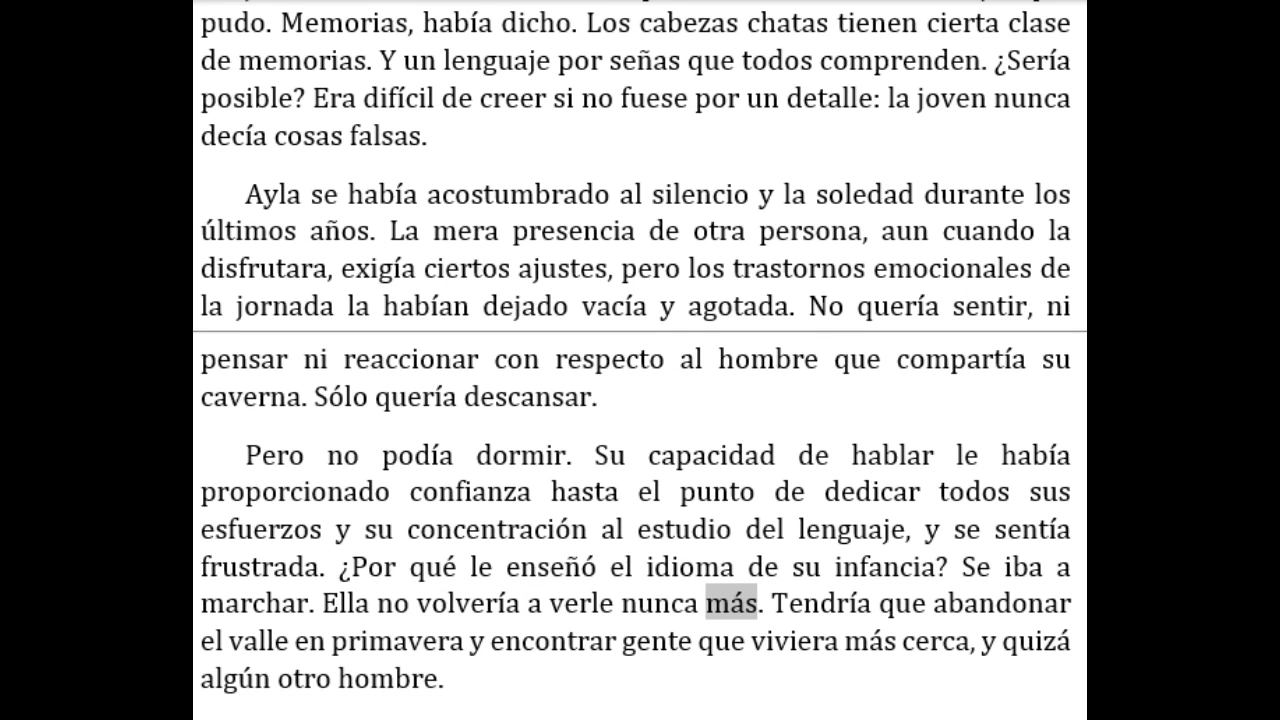 pudo. Memorias, había dicho. Los cabezas chatas tienen cierta clase
de memorias. Y un lenguaje por señas que todos comprenden. ¿Sería
posible? Era difícil de creer si no fuese por un detalle: la joven nunca
decía cosas falsas.
Ayla se había acostumbrado al silencio y la soledad durante los
últimos años. La mera presencia de otra persona, aun cuando la
disfrutara, exigía ciertos ajustes, pero los trastornos emocionales de
la jornada la habían dejado vacía y agotada. No quería sentir, ni
pensar ni reaccionar con respecto al hombre que compartía su
caverna. Sólo quería descansar.
Pero no podía dormir. Su capacidad de hablar le había
proporcionado confianza hasta el punto de dedicar todos sus
esfuerzos y su concentración al estudio del lenguaje, y se sentía
frustrada. ¿Por qué le enseñó el idioma de su infancia? Se iba a
marchar. Ella no volvería a verle nunca más. Tendría que abandonar
el valle en primavera y encontrar gente que viviera más cerca, y quizá
algún otro hombre.